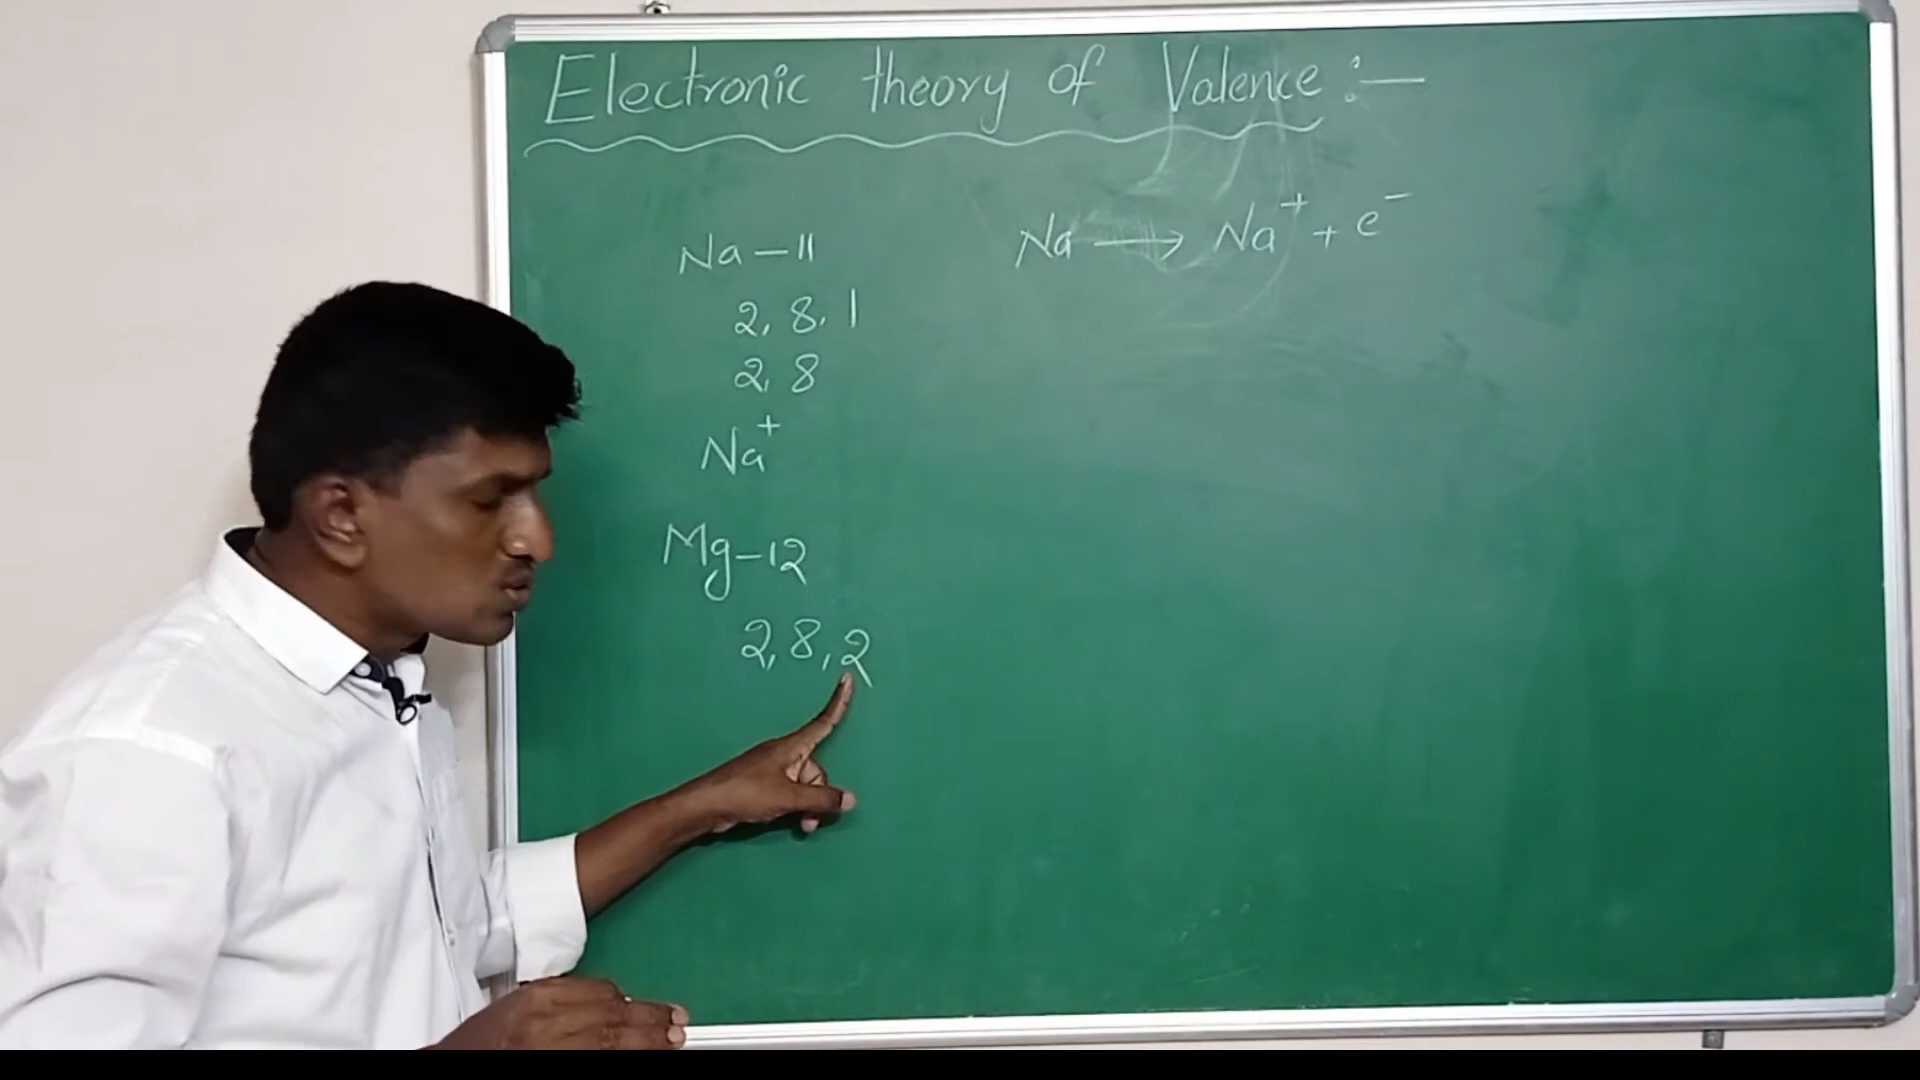 Electronic theory of Valence :—
Na – 11
2, 8, 1
2, 8
Na⁺
Mg – 12
2, 8, 2
Na ⟶ Na⁺ + e⁻